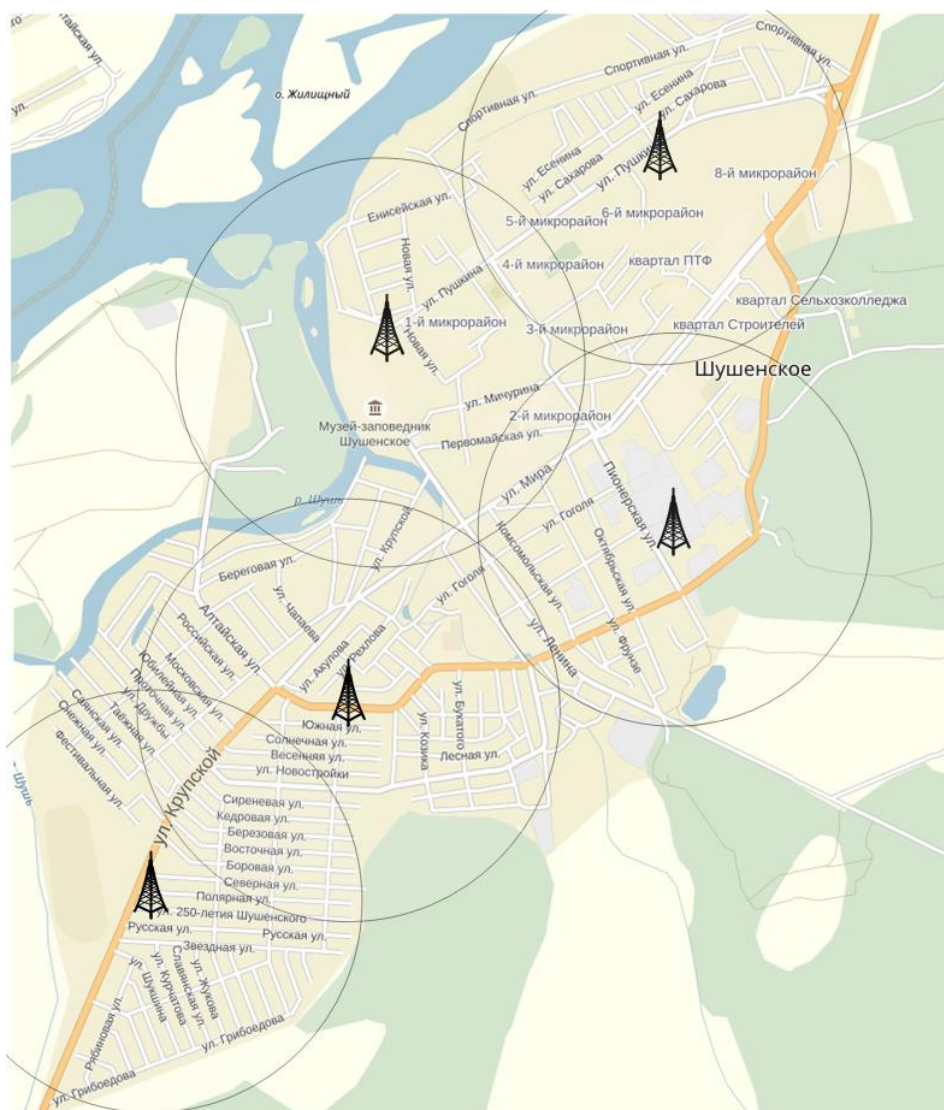 тайская ул.
ул.
о. Жилищный
Спортивная ул.
Спортивная ул.
Спортивная ул.
ул. Есенина
ул. Сахарова
ул. Есенина
ул. Сахарова
ул. Пушкин
8-й микрорайон
Енисейская ул.
5-й микрорайон
6-й микрорайон
Новая ул.
4-й микрорайон
квартал ПТФ
ул. Пушкина
квартал Сельхозколледжа
1-й микрорайон
3-й микрорайон
квартал Строителей
Новая ул.
Шушенское
ул. Мичурина
2-й микрорайон
Музей-заповедник
Шушенское
Первомайская ул.
р. Шушь
ул. Мира
Пионерская ул.
ул. Гоголя
ул. Крупской
Комсомольская ул.
Октябрьская ул.
Береговая ул.
ул. Гоголя
ул. Чапаева
Алтайская ул.
Российская ул.
ул. Ленина
ул. Фрунзе
ул. Акулова
ул. Рехлова
Московская ул.
Юбилейная ул.
Проточная ул.
ул. Дружбы
Таёжная ул.
Саянская ул.
Снежная ул.
Фестивальная ул.
ул. Букатого
ул. Козика
Южная ул.
Солнечная ул.
Весенняя ул.
Лесная ул.
ул. Новостройки
Шушь
ул. Крупской
Сиреневая ул.
Кедровая ул.
Березовая ул.
Восточная ул.
Боровая ул.
Северная ул.
Полярная ул.
ул. 250-летия Шушенского
Русская ул.
Русская ул.
Звездная ул.
ул. Жукова
Славянская ул.
ул. Курчатова
ул. Шукшина
Рябиновая ул.
ул. Грибоедова
ул. Грибоедова